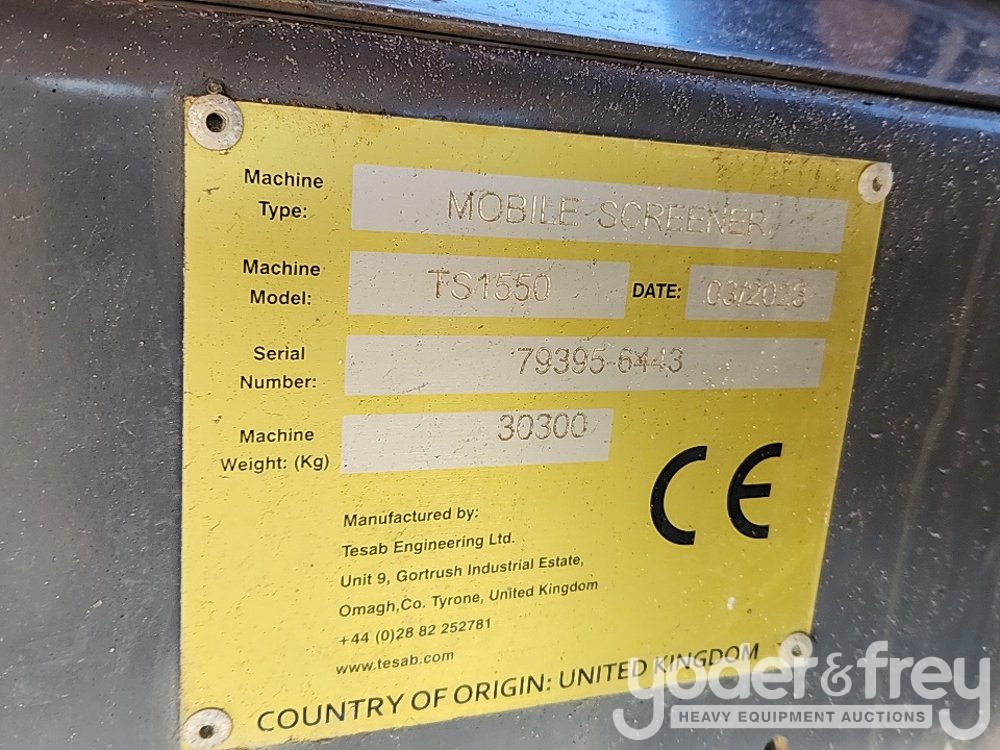 Machine Type: MOBILE SCREENER
Machine Model: TS1550 DATE: 03/2023
Serial Number: 79395-6443
Machine Weight: (Kg) 30300
CE
Manufactured by:
Tesab Engineering Ltd.
Unit 9, Gortrush Industrial Estate,
Omagh,Co. Tyrone, United Kingdom
+44 (0)28 82 252781
www.tesab.com
COUNTRY OF ORIGIN: UNITED KINGDOM
yoder&frey
HEAVY EQUIPMENT AUCTIONS